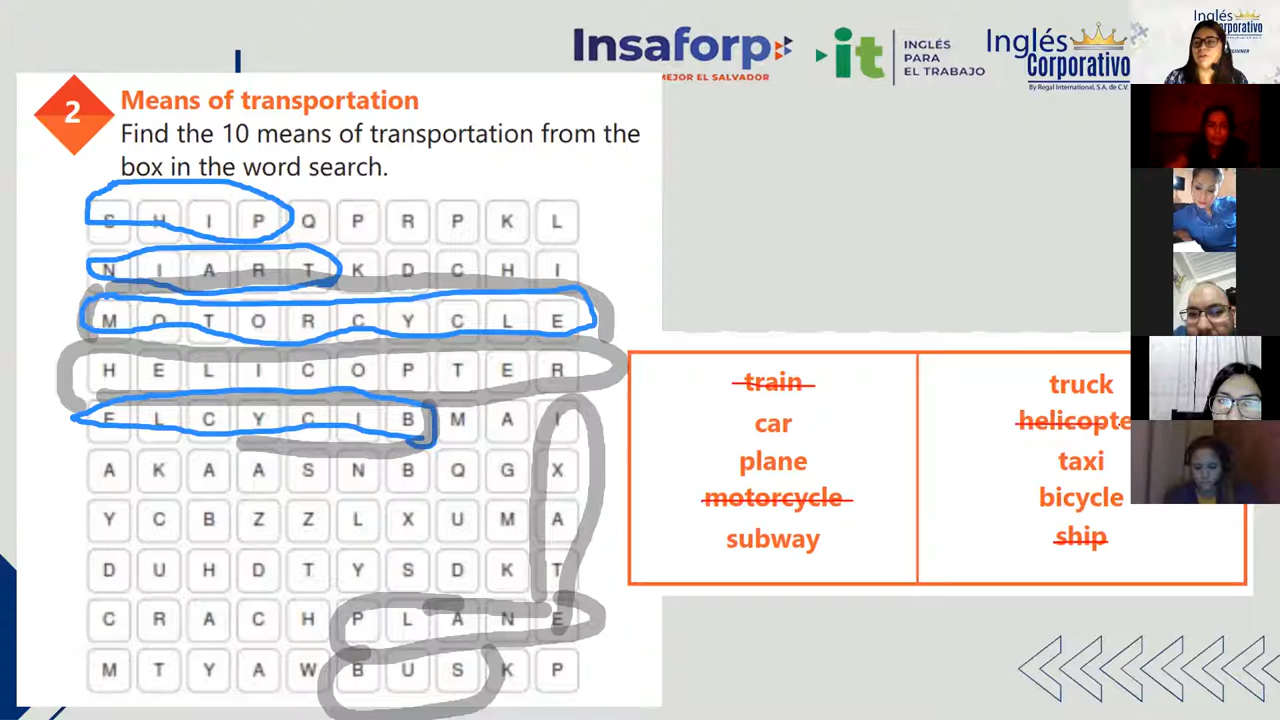 Insaforp
MEJOR EL SALVADOR
it
INGLÉS
PARA
EL TRABAJO
Inglés
Corporativo
By Regal International, S.A. de C.V.
Inglés
2
Means of transportation
Find the 10 means of transportation from the
box in the word search.
S H I P Q P R P K L
N I A R T K D C H I
M O T O R C Y C L E
H E L I C O P T E R
E L C Y C I B M A I
A K A A S N B Q G X
Y C B Z Z L X U M A
D U H D T Y S D K T
C R A C H P L A N E
M T Y A W B U S K P
train
car
plane
motorcycle
subway
truck
helicopte
taxi
bicycle
ship